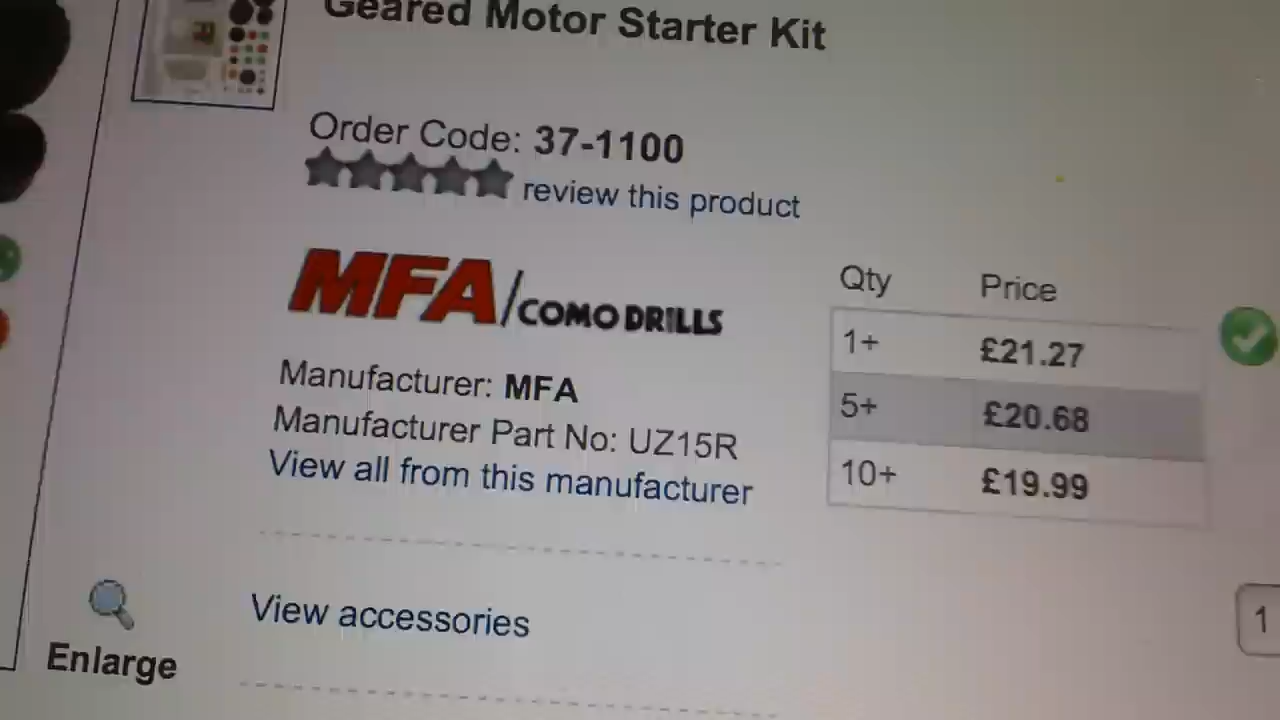 Geared Motor Starter Kit
Order Code: 37-1100
review this product
MFA/COMO DRILLS
Manufacturer: MFA
Manufacturer Part No: UZ15R
View all from this manufacturer
Qty Price
1+ £21.27
5+ £20.68
10+ £19.99
View accessories
1
Enlarge